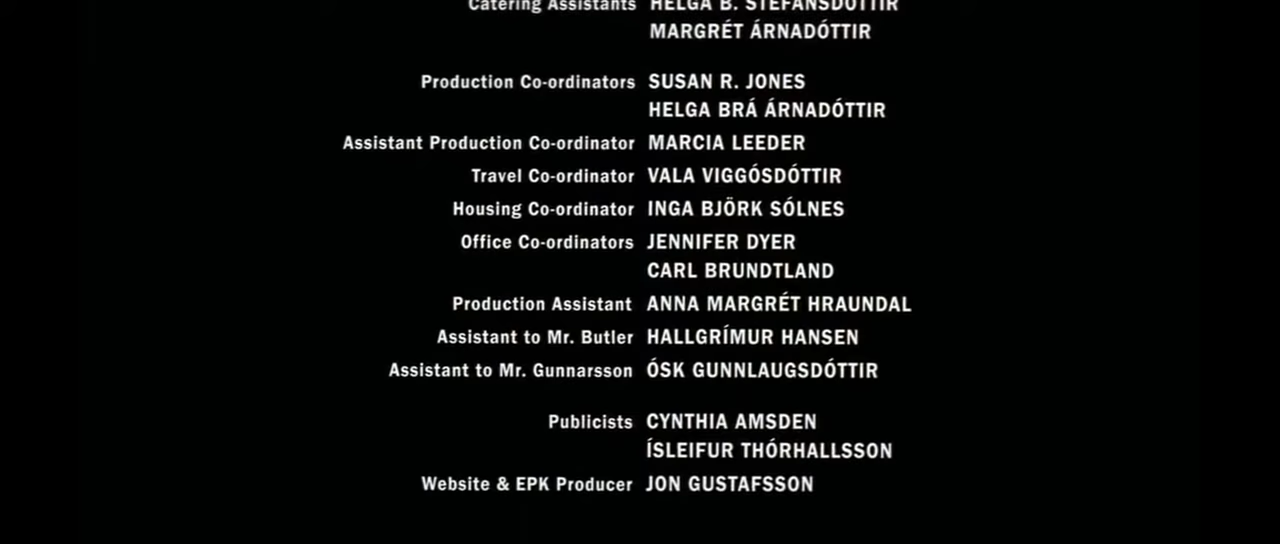 Catering Assistants HELGA B. STEFÁNSDÓTTIR
MARGRÉT ÁRNADÓTTIR
Production Co-ordinators SUSAN R. JONES
HELGA BRÁ ÁRNADÓTTIR
Assistant Production Co-ordinator MARCIA LEEDER
Travel Co-ordinator VALA VIGGÓSDÓTTIR
Housing Co-ordinator INGA BJÖRK SÓLNES
Office Co-ordinators JENNIFER DYER
CARL BRUNDTLAND
Production Assistant ANNA MARGRÉT HRAUNDAL
Assistant to Mr. Butler HALLGRÍMUR HANSEN
Assistant to Mr. Gunnarsson ÓSK GUNNLAUGSDÓTTIR
Publicists CYNTHIA AMSDEN
ÍSLEIFUR THÓRHALLSSON
Website & EPK Producer JON GUSTAFSSON